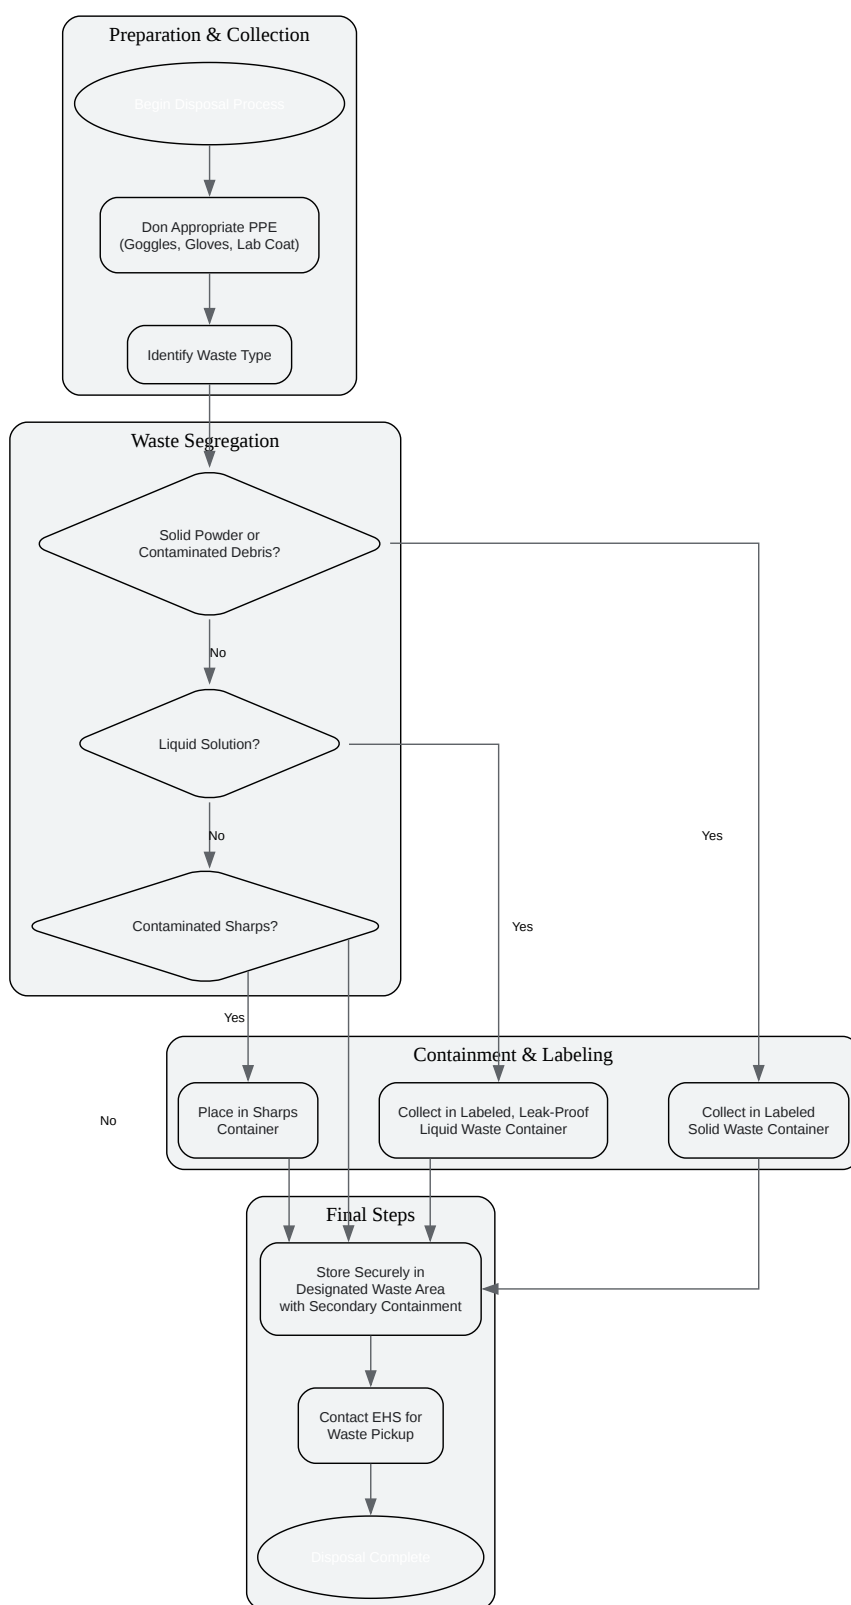 Preparation & Collection
Begin Disposal Process
Don Appropriate PPE
(Goggles, Gloves, Lab Coat)
Identify Waste Type
Waste Segregation
Solid Powder or
Contaminated Debris?
No
Liquid Solution?
No
Yes
Contaminated Sharps?
Yes
Yes
Containment & Labeling
Place in Sharps
Container
Collect in Labeled, Leak-Proof
Liquid Waste Container
Collect in Labeled
Solid Waste Container
No
Final Steps
Store Securely in
Designated Waste Area
with Secondary Containment
Contact EHS for
Waste Pickup
Disposal Complete